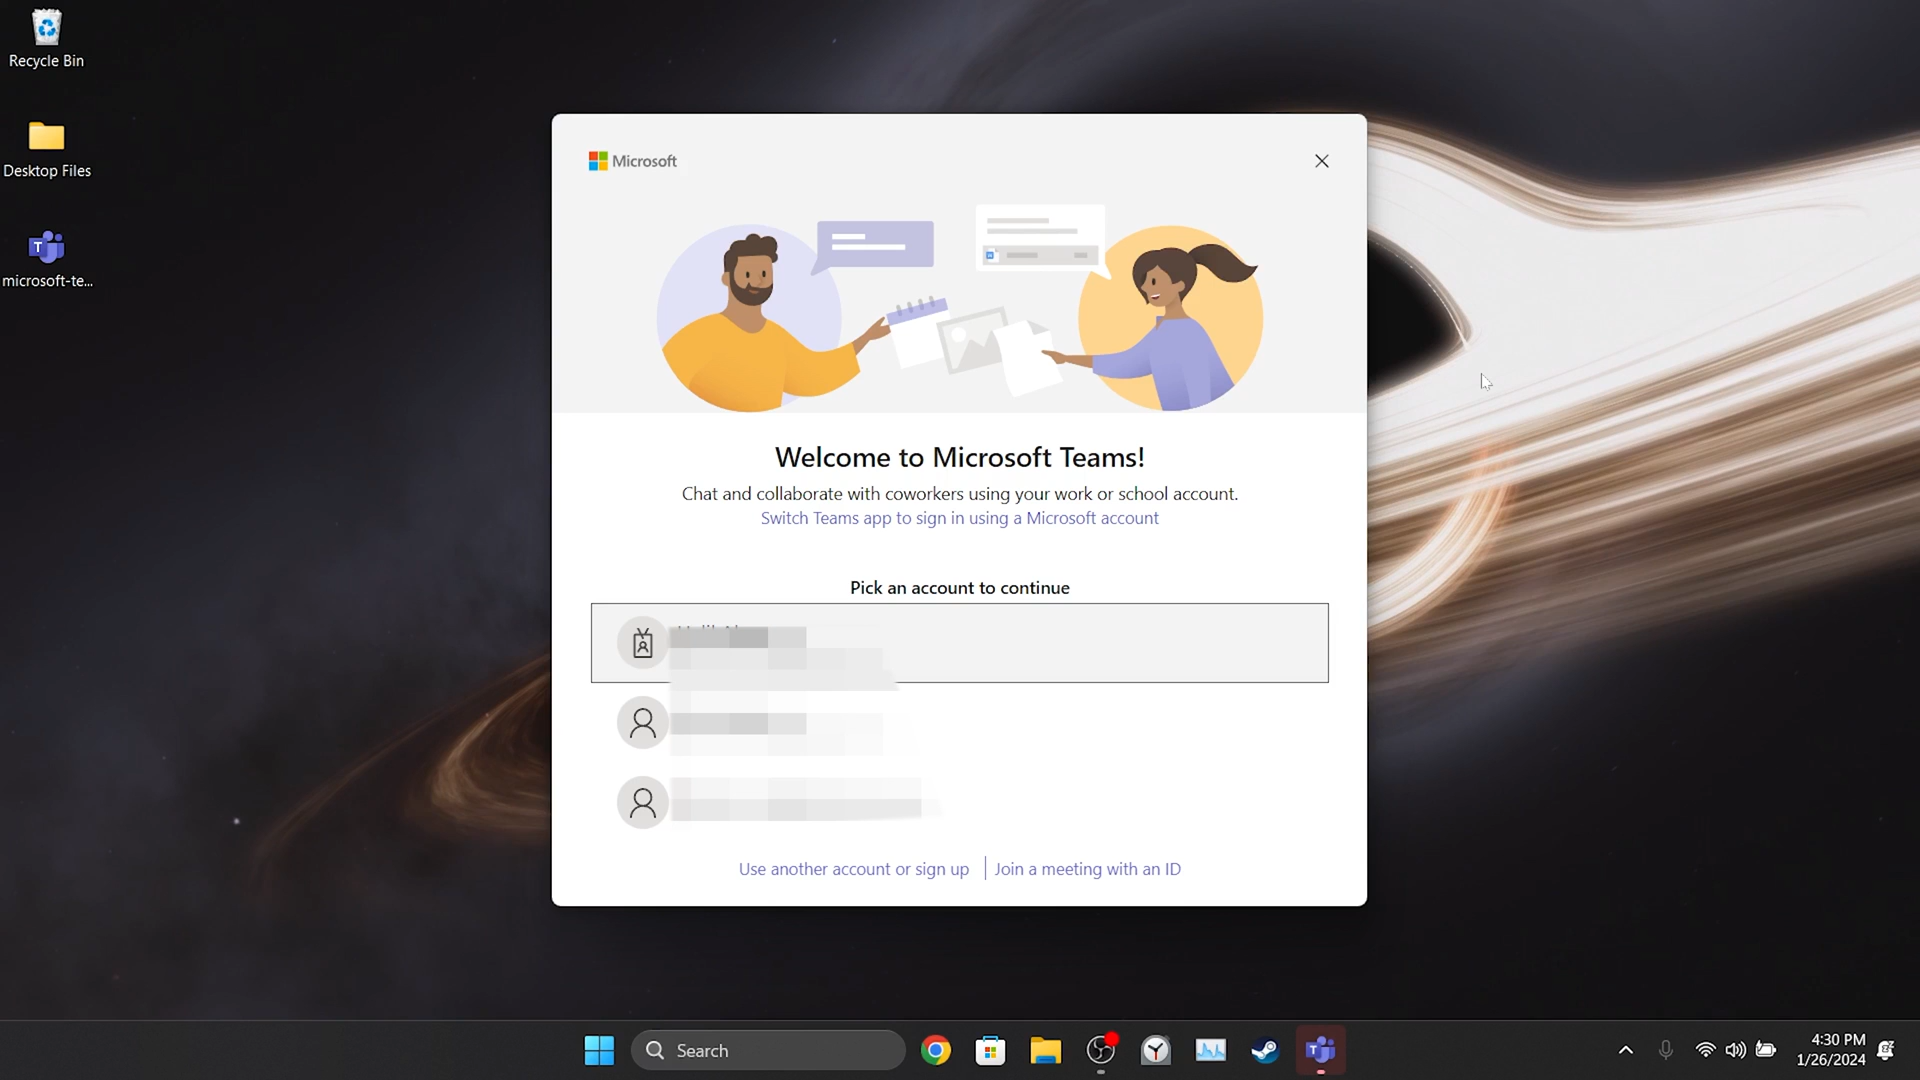 Recycle Bin
Desktop Files
microsoft-te...
Microsoft
Welcome to Microsoft Teams!
Chat and collaborate with coworkers using your work or school account.
Switch Teams app to sign in using a Microsoft account
Pick an account to continue
Use another account or sign up
Join a meeting with an ID
Search
4:30 PM
1/26/2024